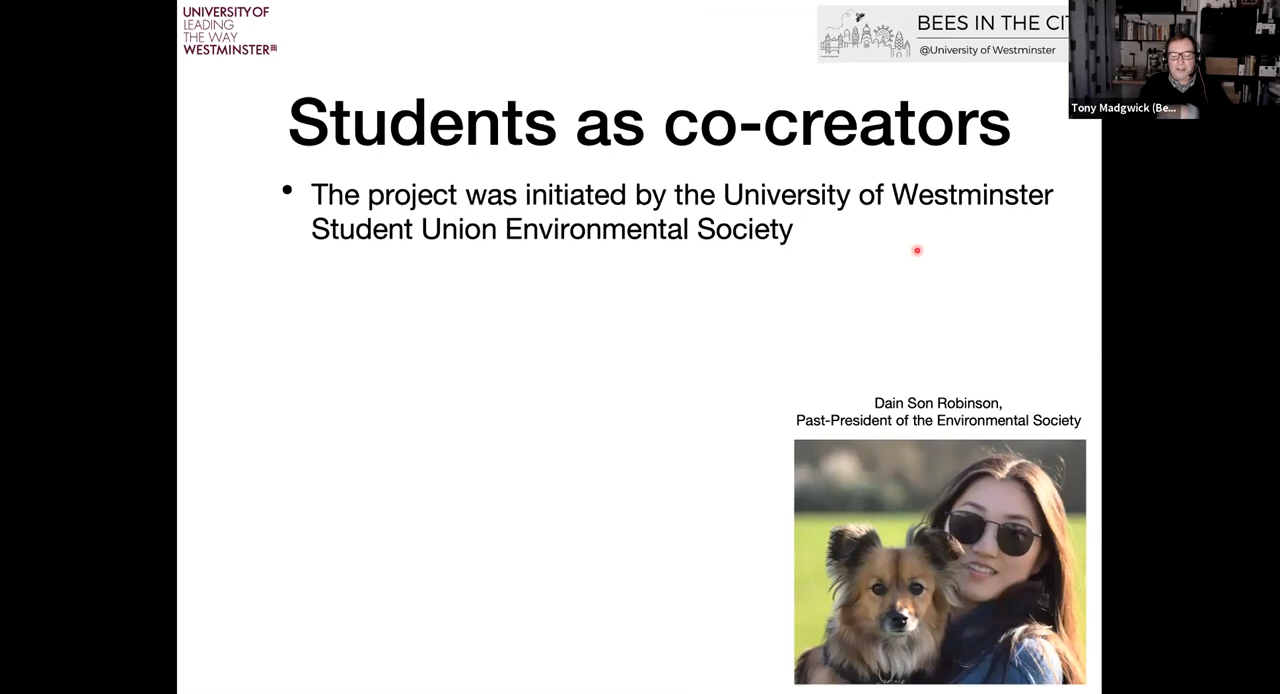 UNIVERSITY OF
LEADING
THE WAY
WESTMINSTER
BEES IN THE CI
@University of Westminster
Tony Madgwick (Be...
Students as co-creators
• The project was initiated by the University of Westminster
Student Union Environmental Society
Dain Son Robinson,
Past-President of the Environmental Society